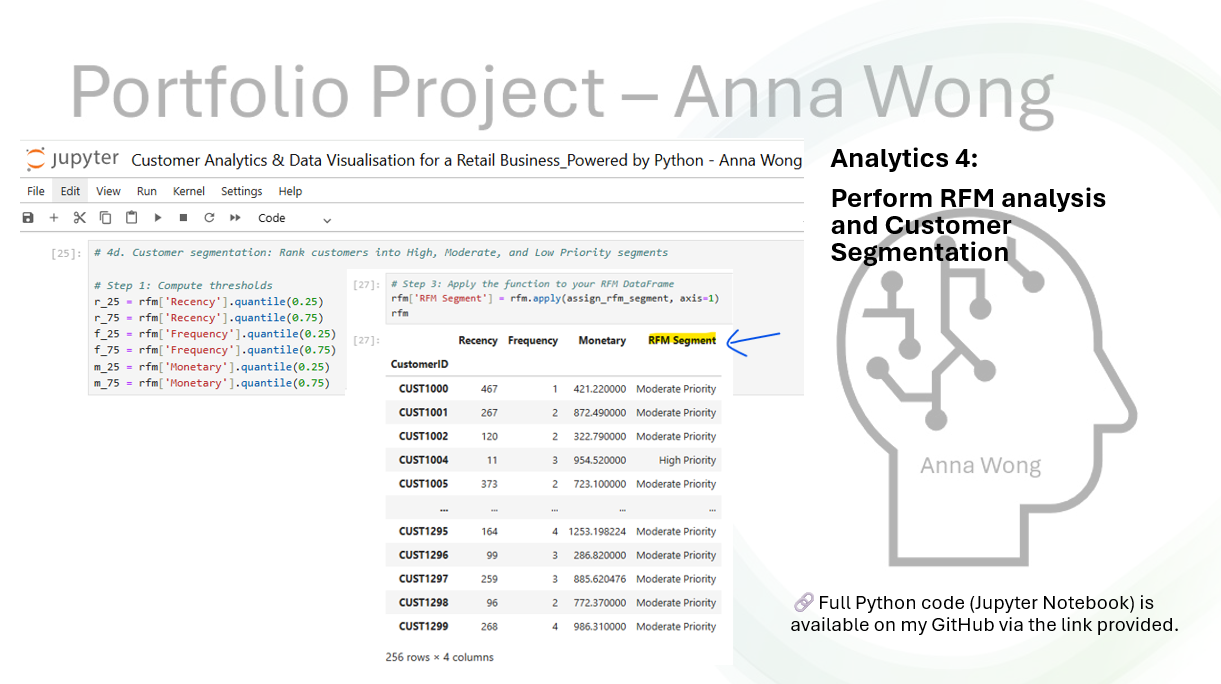 Portfolio Project – Anna Wong
jupyter Customer Analytics & Data Visualisation for a Retail Business_Powered by Python - Anna Wong
File Edit View Run Kernel Settings Help
Code
[25]: # 4d. Customer segmentation: Rank customers into High, Moderate, and Low Priority segments
# Step 1: Compute thresholds
r_25 = rfm['Recency'].quantile(0.25)
r_75 = rfm['Recency'].quantile(0.75)
f_25 = rfm['Frequency'].quantile(0.25)
f_75 = rfm['Frequency'].quantile(0.75)
m_25 = rfm['Monetary'].quantile(0.25)
m_75 = rfm['Monetary'].quantile(0.75)
[27]: # Step 3: Apply the function to your RFM DataFrame
rfm['RFM Segment'] = rfm.apply(assign_rfm_segment, axis=1)
rfm
[27]: Recency Frequency Monetary RFM Segment
CustomerID
CUST1000 467 1 421.220000 Moderate Priority
CUST1001 267 2 872.490000 Moderate Priority
CUST1002 120 2 322.790000 Moderate Priority
CUST1004 11 3 954.520000 High Priority
CUST1005 373 2 723.100000 Moderate Priority
... ... ... ... ...
CUST1295 164 4 1253.198224 Moderate Priority
CUST1296 99 3 286.820000 Moderate Priority
CUST1297 259 3 885.620476 Moderate Priority
CUST1298 96 2 772.370000 Moderate Priority
CUST1299 268 4 986.310000 Moderate Priority
256 rows × 4 columns
Analytics 4:
Perform RFM analysis
and Customer
Segmentation
Anna Wong
🔗 Full Python code (Jupyter Notebook) is
available on my GitHub via the link provided.